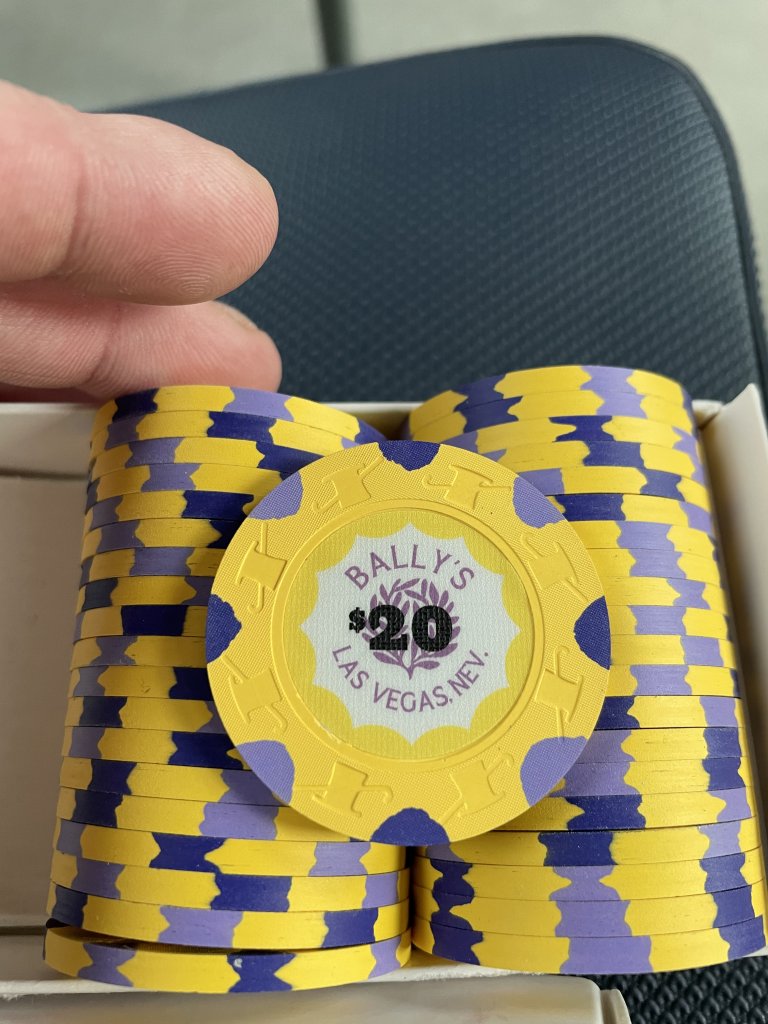 BALLY'S
$20
LAS VEGAS, NEV.